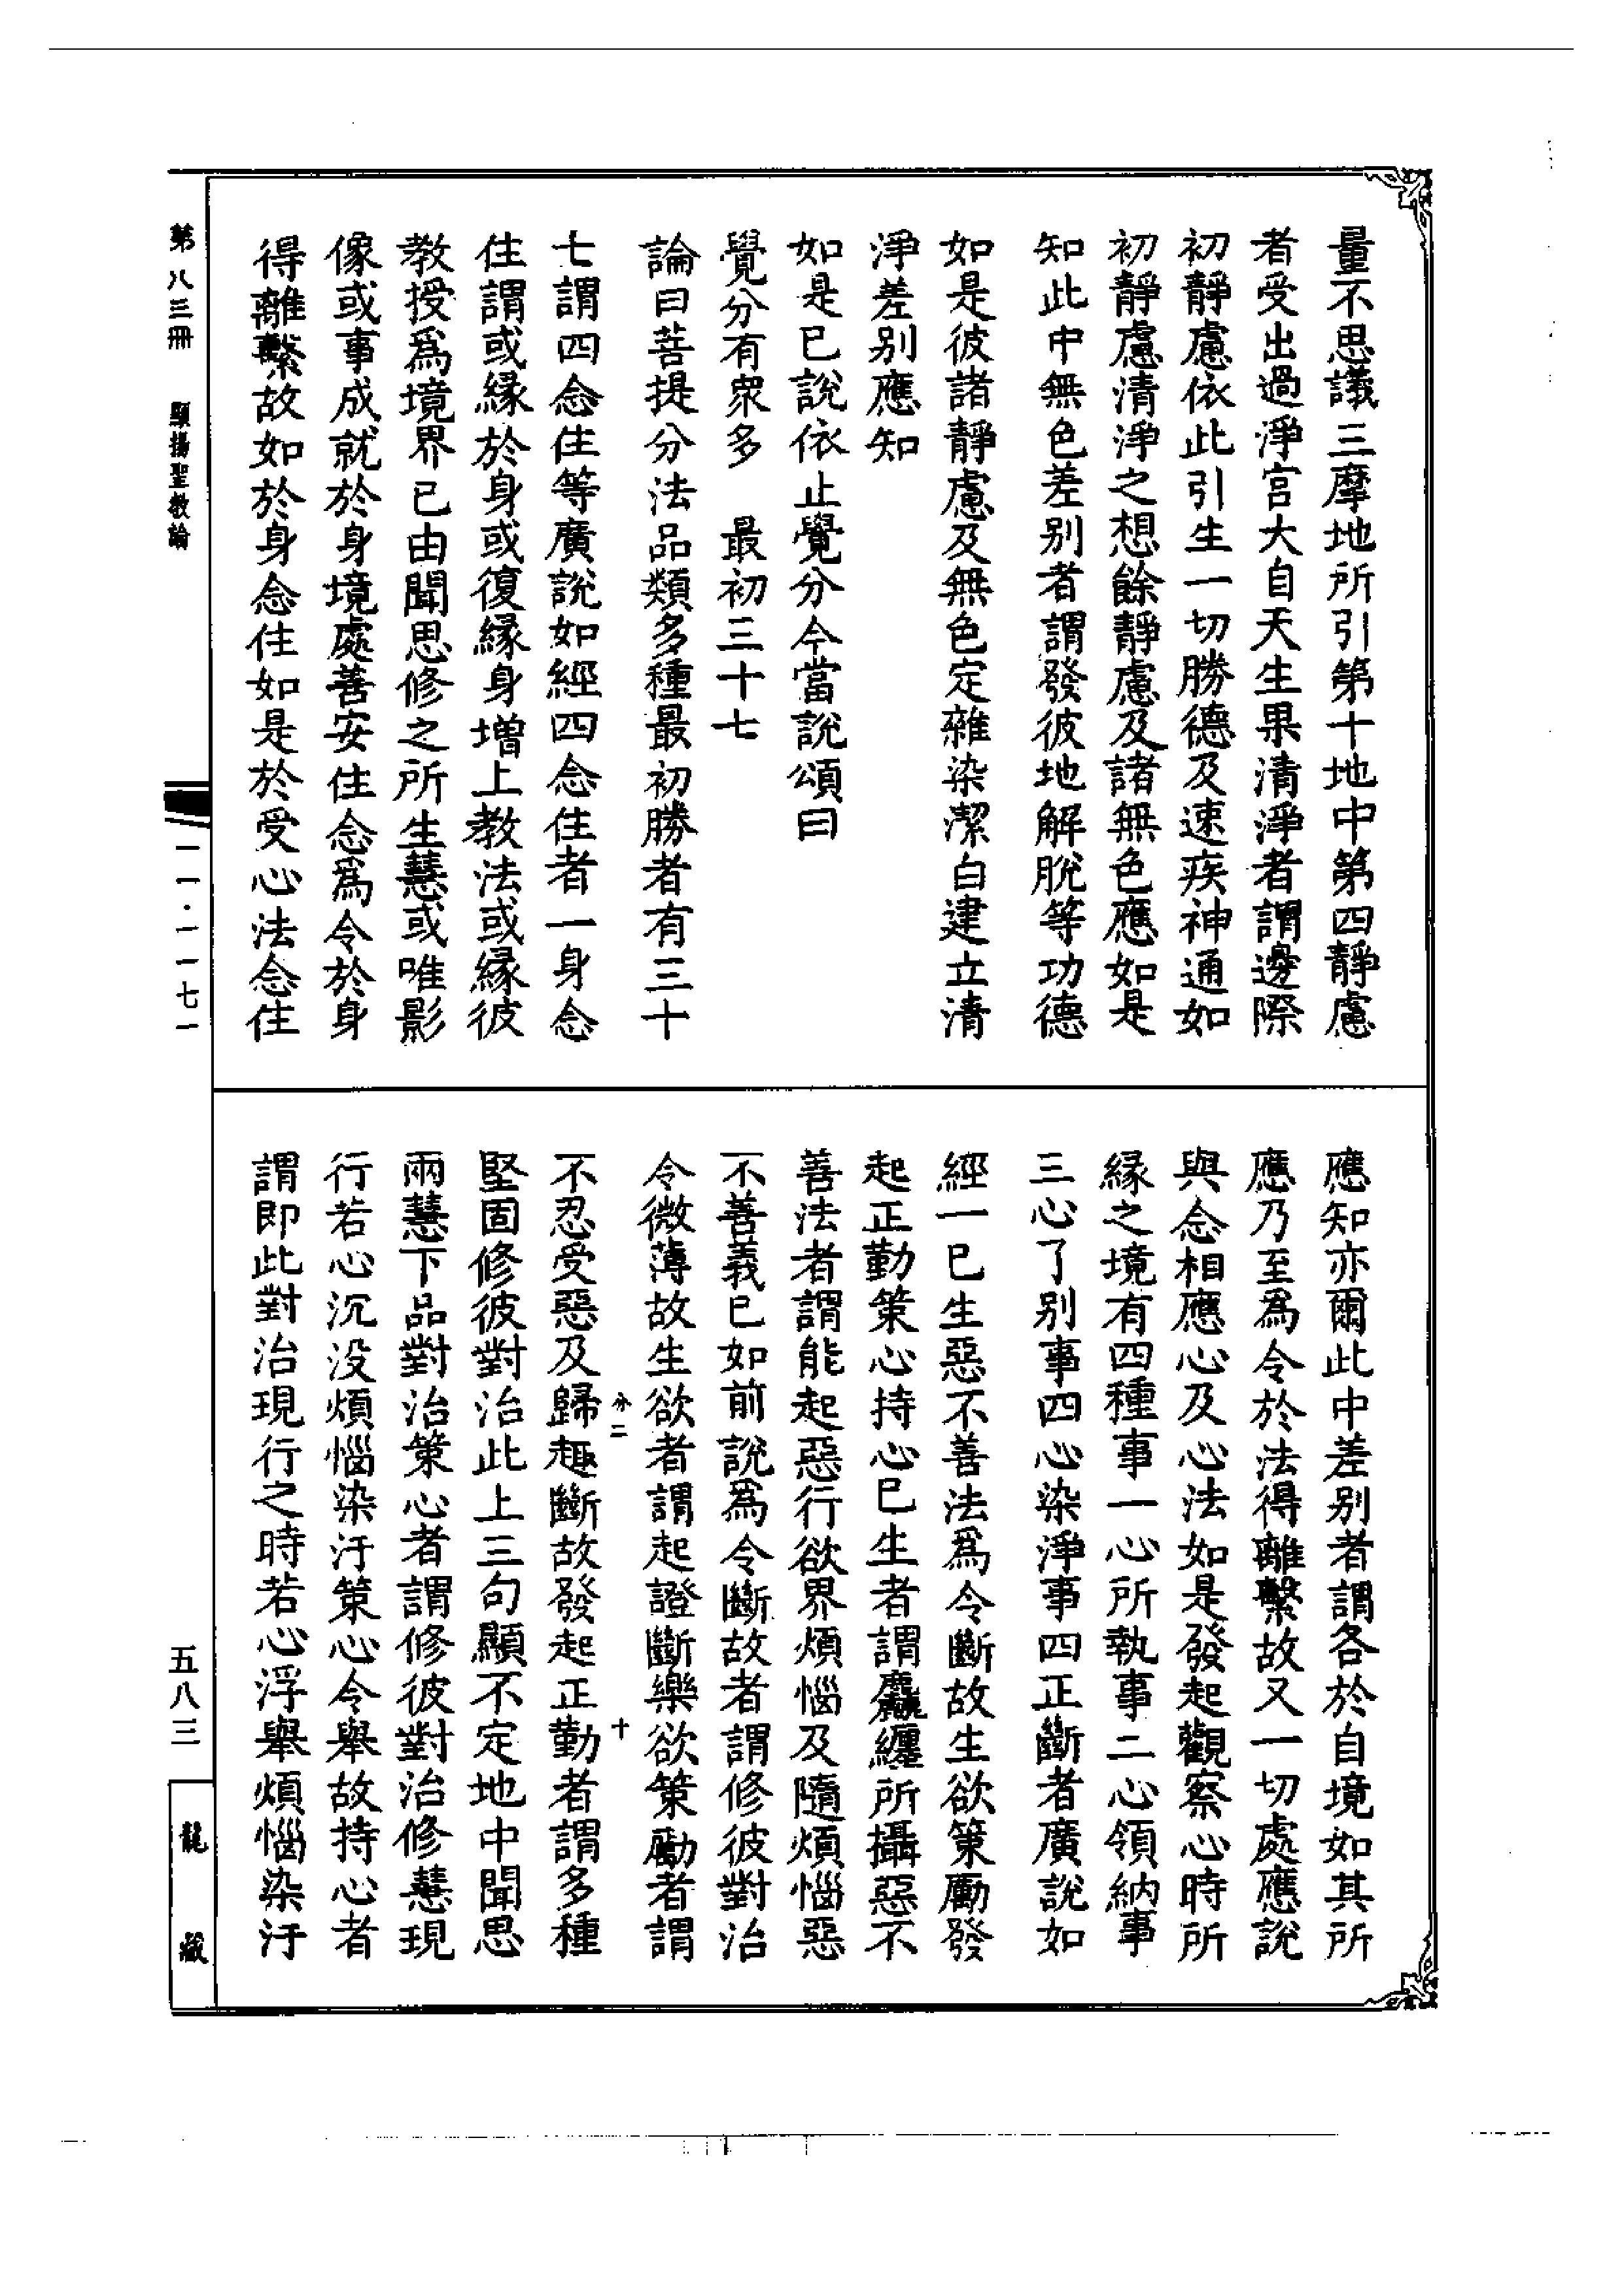 量不思議三摩地所引第十地中第四靜慮
者受出過淨宮大自天生果清淨者謂邊際
初靜慮依此引生一切勝德及速疾神通如
初靜慮清淨之想餘靜慮及諸無色應如是
知此中無色差别者謂發彼地解脫等功德
如是彼諸靜慮及無色定雜染潔白建立清
淨差别應知
如是已說依止覺分今當說頌曰
覺分有衆多　最初三十七
論曰菩提分法品類多種最初勝者有三十
七謂四念住等廣說如經四念住者一身念
住謂或緣於身或復緣身增上教法或緣彼
教授爲境界已由聞思修之所生慧或唯影
像或事成就於身境處善安住念爲令於身
得離繫故如於身念住如是於受心法念住
應知亦爾此中差别者謂各於自境如其所
應乃至爲令於法得離繫故又一切處應說
與念相應心及心法如是發起觀察心時所
緣之境有四種事一心所執事二心領納事
三心了别事四心染淨事四正斷者廣說如
經一已生惡不善法爲令斷故生欲策勵發
起正勤策心持心已生者謂麤纏所攝惡不
善法者謂能起惡行欲界煩惱及隨煩惱惡
不善義已如前說爲令斷故者謂修彼對治
令微薄故生欲者謂起證斷樂欲策勵者謂
分二　十
不忍受惡及歸趣斷故發起正勤者謂多種
堅固修彼對治此上三句顯不定地中聞思
兩慧下品對治策心者謂修彼對治修慧現
行若心沉没煩惱染汙策心令舉故持心者
謂即此對治現行之時若心浮舉煩惱染汙
第八三冊　顯揚聖教論
一一·一一七一
五八三
龍藏